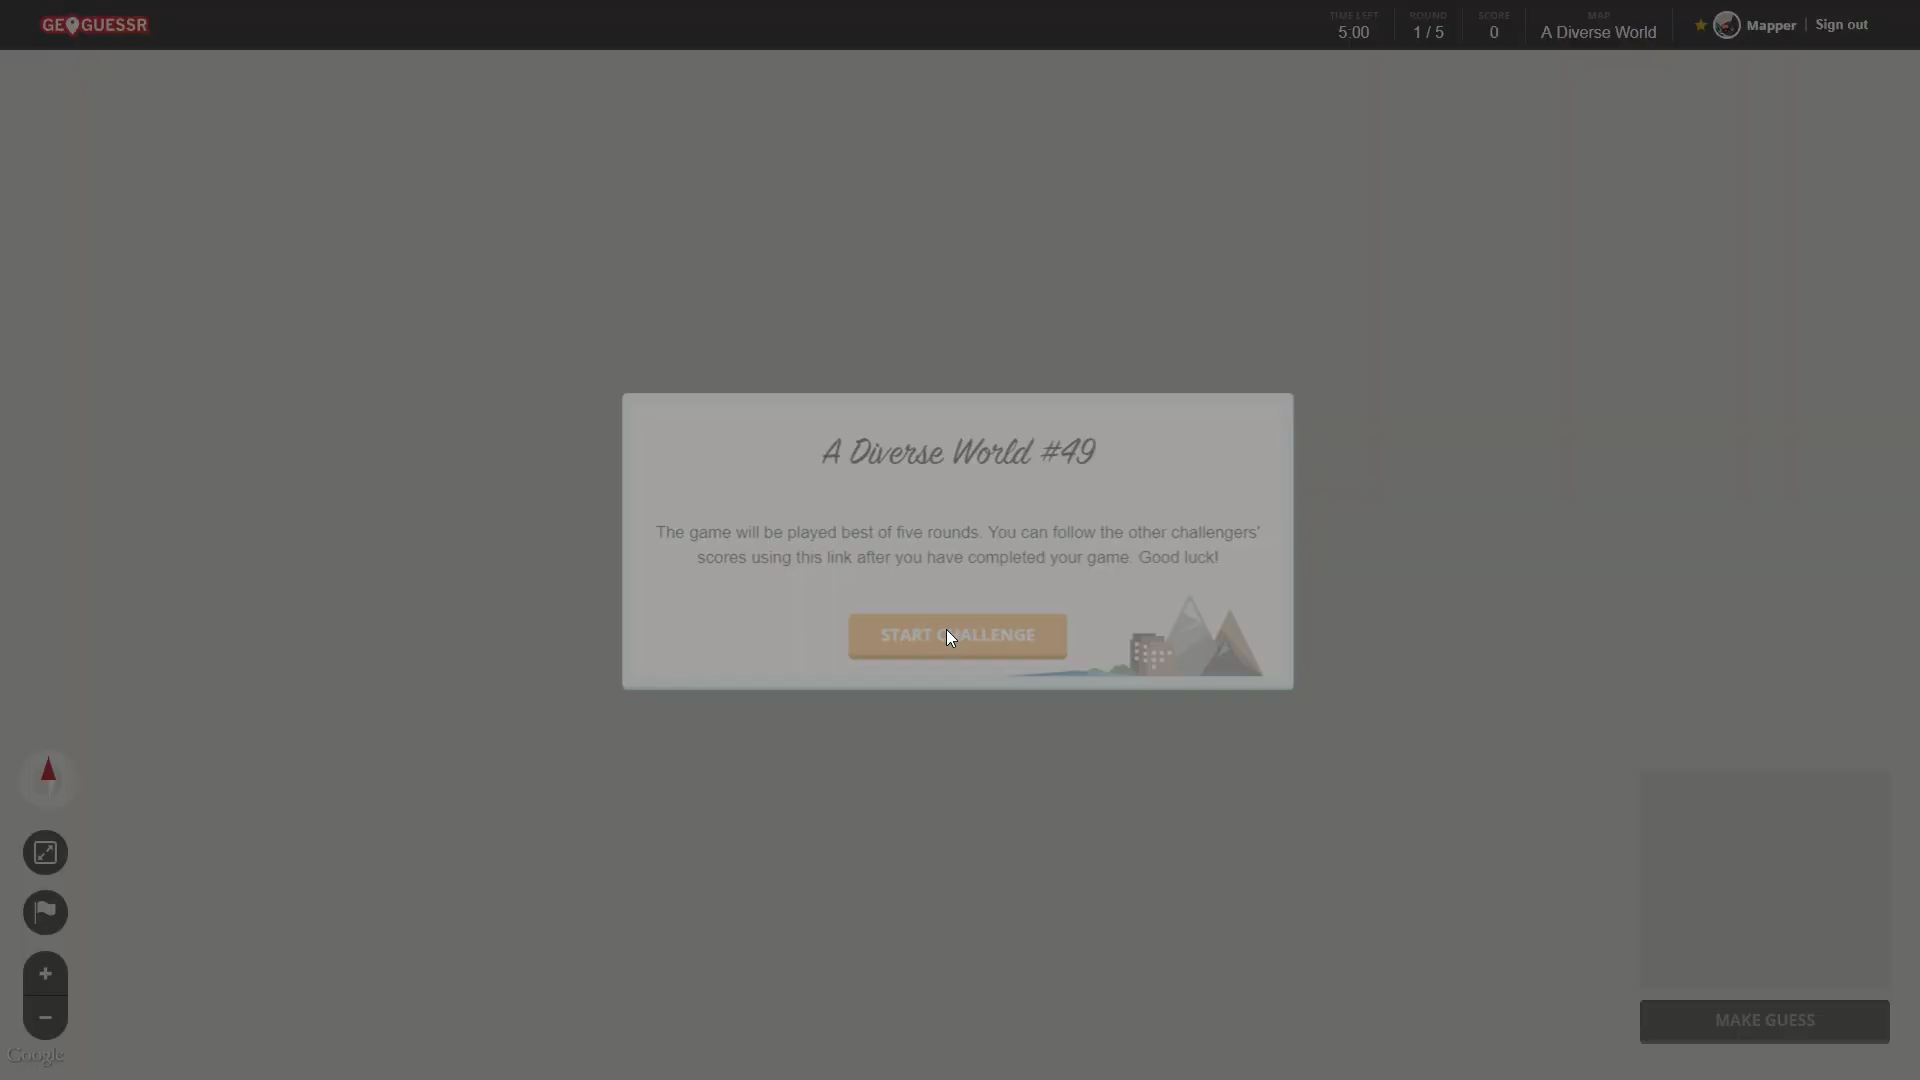 GEOGUESSR
TIME LEFT
5:00
ROUND
1 / 5
SCORE
0
MAP
A Diverse World
Mapper
Sign out
A Diverse World #49
The game will be played best of five rounds. You can follow the other challengers'
scores using this link after you have completed your game. Good luck!
START CHALLENGE
MAKE GUESS
Google